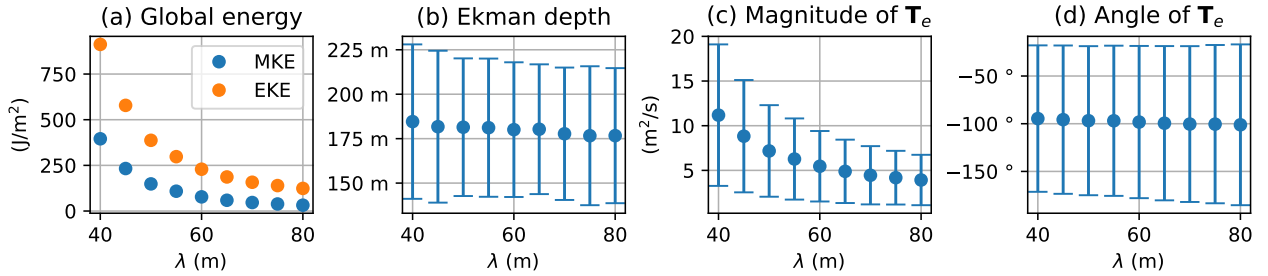 (a) Global energy
(J/m²)
750
500
250
0
MKE
EKE
40
60
80
λ (m)
(b) Ekman depth
225 m
200 m
175 m
150 m
40
60
80
λ (m)
(c) Magnitude of Tₑ
(m²/s)
20
15
10
5
40
60
80
λ (m)
(d) Angle of Tₑ
−50 °
−100 °
−150 °
40
60
80
λ (m)